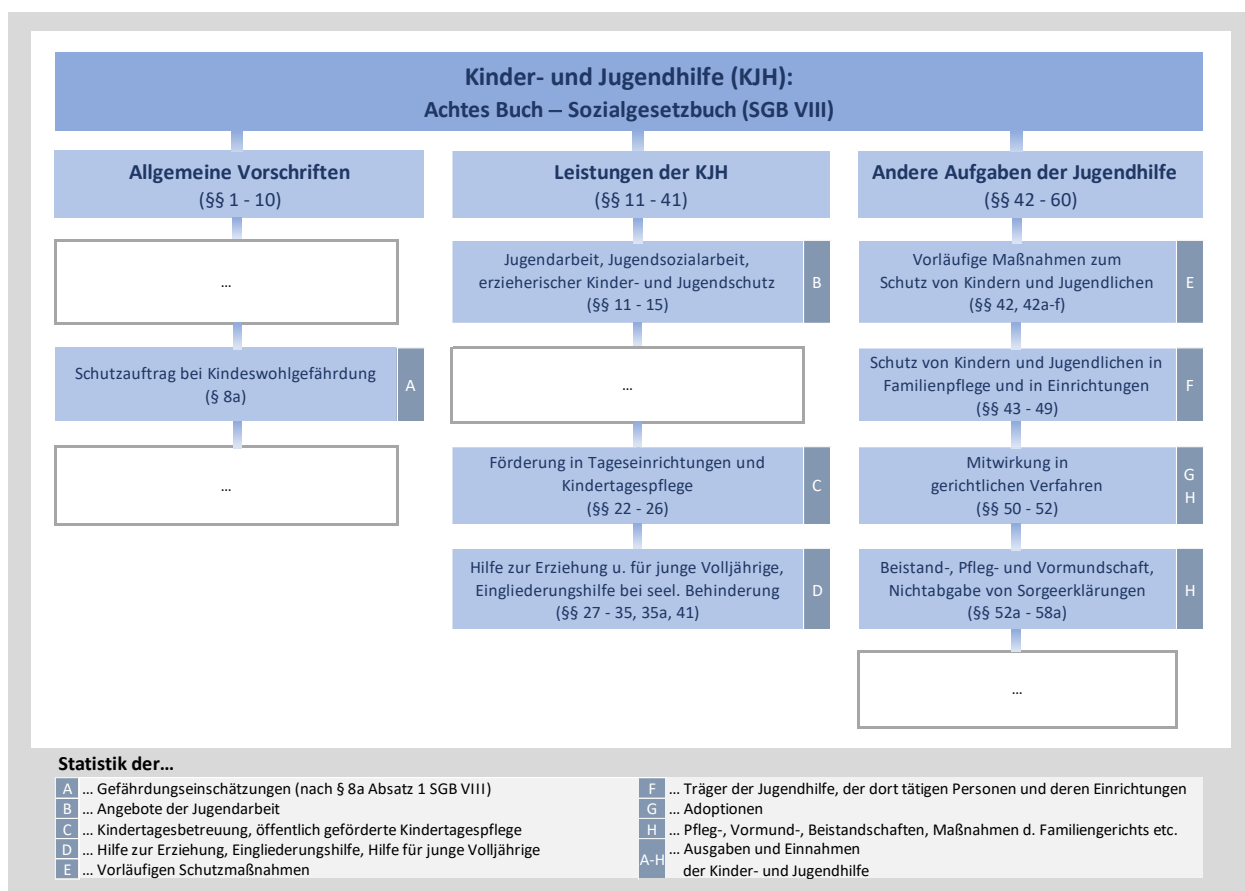 Kinder- und Jugendhilfe (KJH):
Achtes Buch – Sozialgesetzbuch (SGB VIII)
Allgemeine Vorschriften
(§§ 1 - 10)
...
Schutzauftrag bei Kindeswohlgefährdung
(§ 8a)
A
...
Leistungen der KJH
(§§ 11 - 41)
Jugendarbeit, Jugendsozialarbeit,
erzieherischer Kinder- und Jugendschutz
(§§ 11 - 15)
B
...
Förderung in Tageseinrichtungen und
Kindertagespflege
(§§ 22 - 26)
C
Hilfe zur Erziehung u. für junge Volljährige,
Eingliederungshilfe bei seel. Behinderung
(§§ 27 - 35, 35a, 41)
D
Andere Aufgaben der Jugendhilfe
(§§ 42 - 60)
Vorläufige Maßnahmen zum
Schutz von Kindern und Jugendlichen
(§§ 42, 42a-f)
E
Schutz von Kindern und Jugendlichen in
Familienpflege und in Einrichtungen
(§§ 43 - 49)
F
Mitwirkung in
gerichtlichen Verfahren
(§§ 50 - 52)
G
H
Beistand-, Pfleg- und Vormundschaft,
Nichtabgabe von Sorgeerklärungen
(§§ 52a - 58a)
H
...
Statistik der...
A ... Gefährdungseinschätzungen (nach § 8a Absatz 1 SGB VIII)
B ... Angebote der Jugendarbeit
C ... Kindertagesbetreuung, öffentlich geförderte Kindertagespflege
D ... Hilfe zur Erziehung, Eingliederungshilfe, Hilfe für junge Volljährige
E ... Vorläufigen Schutzmaßnahmen
F ... Träger der Jugendhilfe, der dort tätigen Personen und deren Einrichtungen
G ... Adoptionen
H ... Pfleg-, Vormund-, Beistandschaften, Maßnahmen d. Familiengerichts etc.
A-H ... Ausgaben und Einnahmen
der Kinder- und Jugendhilfe